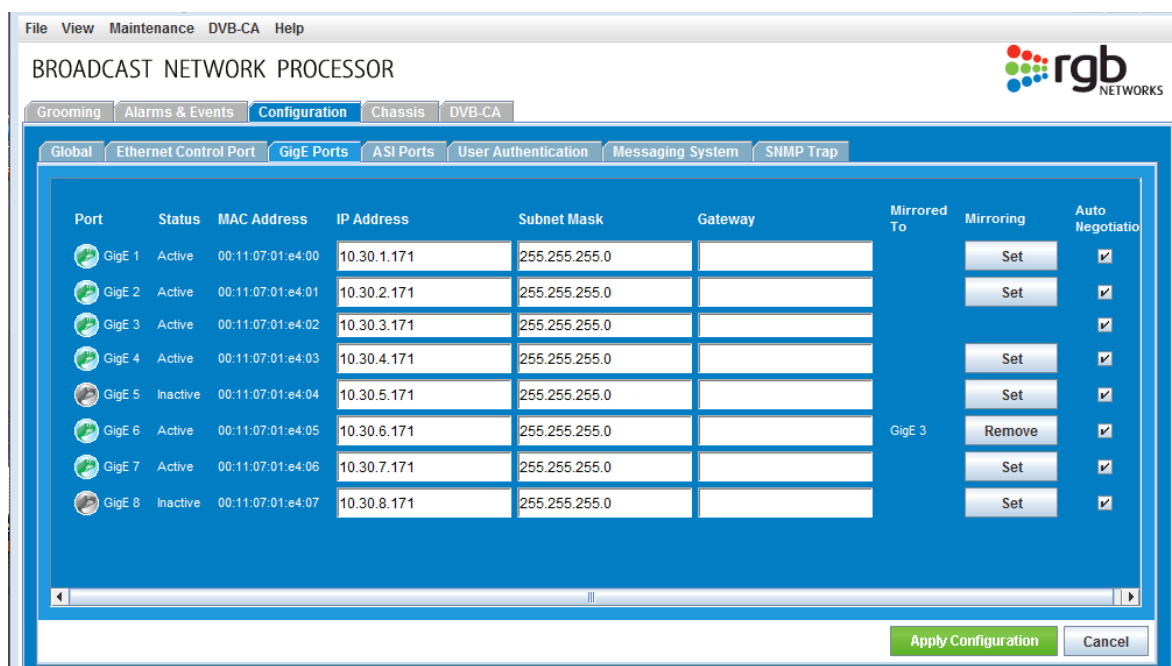 File View Maintenance DVB-CA Help
BROADCAST NETWORK PROCESSOR
rgb
NETWORKS
Grooming Alarms & Events Configuration Chassis DVB-CA
Global Ethernet Control Port GigE Ports ASI Ports User Authentication Messaging System SNMP Trap
Port Status MAC Address IP Address Subnet Mask Gateway Mirrored To Mirroring Auto Negotiatio
GigE 1 Active 00:11:07:01:e4:00 10.30.1.171 255.255.255.0 Set
GigE 2 Active 00:11:07:01:e4:01 10.30.2.171 255.255.255.0 Set
GigE 3 Active 00:11:07:01:e4:02 10.30.3.171 255.255.255.0
GigE 4 Active 00:11:07:01:e4:03 10.30.4.171 255.255.255.0 Set
GigE 5 Inactive 00:11:07:01:e4:04 10.30.5.171 255.255.255.0 Set
GigE 6 Active 00:11:07:01:e4:05 10.30.6.171 255.255.255.0 GigE 3 Remove
GigE 7 Active 00:11:07:01:e4:06 10.30.7.171 255.255.255.0 Set
GigE 8 Inactive 00:11:07:01:e4:07 10.30.8.171 255.255.255.0 Set
Apply Configuration Cancel